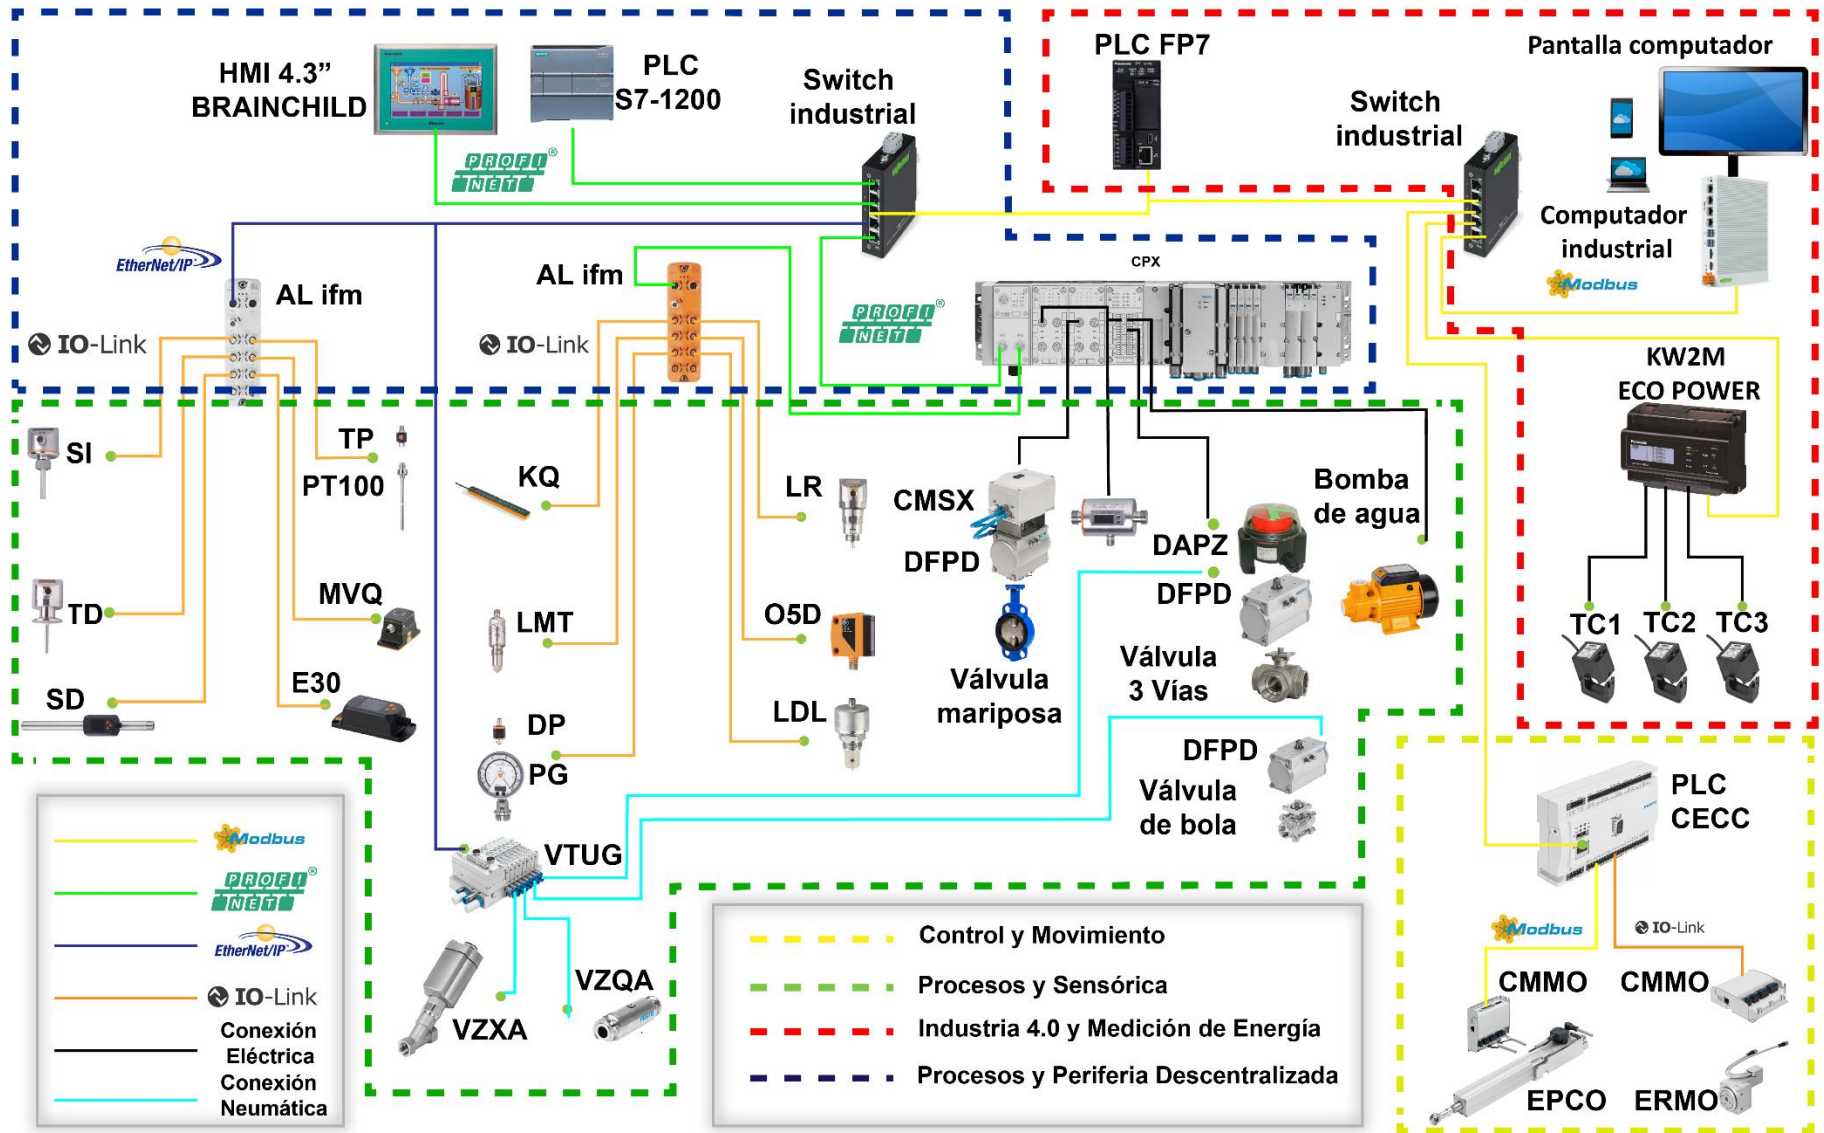 HMI 4.3”
BRAINCHILD
PLC
S7-1200
Switch
industrial
PROFI
NET
®
EtherNet/IP
AL ifm
IO-Link
AL ifm
IO-Link
PROFI
NET
®
CPX
PLC FP7
Switch
industrial
Pantalla computador
Computador
industrial
Modbus
KW2M
ECO POWER
TC1
TC2
TC3
SI
TP
PT100
TD
MVQ
SD
E30
KQ
LR
LMT
O5D
DP
PG
LDL
CMSX
DFPD
Válvula
mariposa
DAPZ
DFPD
Válvula
3 Vías
Bomba
de agua
DFPD
Válvula
de bola
VTUG
VZXA
VZQA
PLC
CECC
Modbus
IO-Link
CMMO
CMMO
EPCO
ERMO
Modbus
PROFI
NET
®
EtherNet/IP
IO-Link
Conexión
Eléctrica
Conexión
Neumática
Control y Movimiento
Procesos y Sensórica
Industria 4.0 y Medición de Energía
Procesos y Periferia Descentralizada